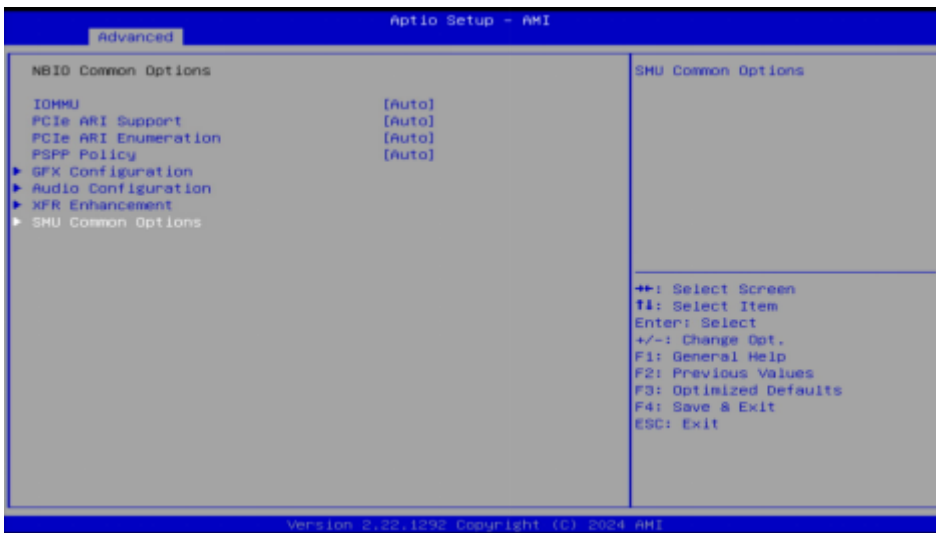 Aptio Setup - AMI
Advanced
NBIO Common Options
IOMMU [Auto]
PCIe ARI Support [Auto]
PCIe ARI Enumeration [Auto]
PSPP Policy [Auto]
► GFX Configuration
► Audio Configuration
► XFR Enhancement
► SMU Common Options
SMU Common Options
→←: Select Screen
↑↓: Select Item
Enter: Select
+/-: Change Opt.
F1: General Help
F2: Previous Values
F3: Optimized Defaults
F4: Save & Exit
ESC: Exit
Version 2.22.1292 Copyright (C) 2024 AMI